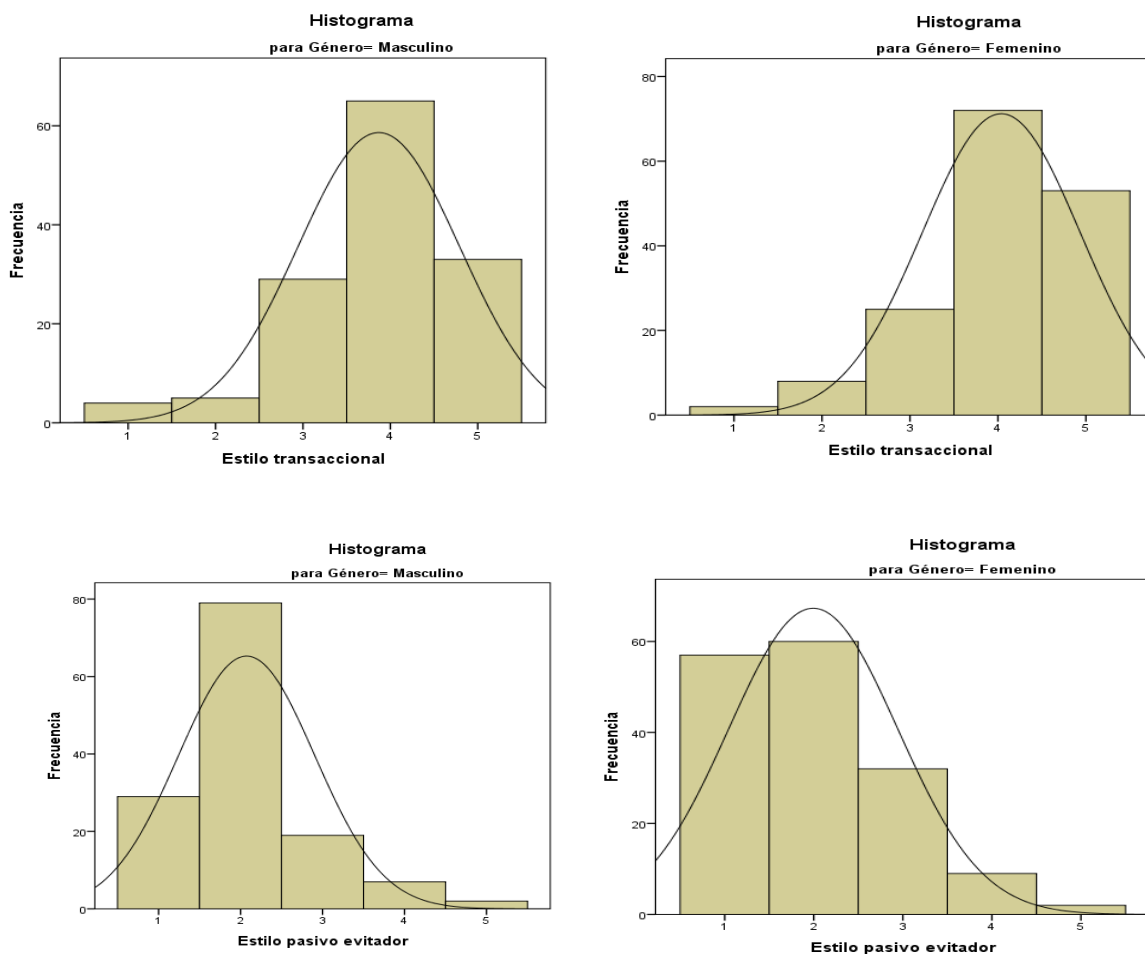 Histograma
para Género= Masculino
Frecuencia
60
40
20
0
1 2 3 4 5
Estilo transaccional
Histograma
para Género= Femenino
Frecuencia
80
60
40
20
0
1 2 3 4 5
Estilo transaccional
Histograma
para Género= Masculino
Frecuencia
80
60
40
20
0
1 2 3 4 5
Estilo pasivo evitador
Histograma
para Género= Femenino
Frecuencia
60
40
20
0
1 2 3 4 5
Estilo pasivo evitador